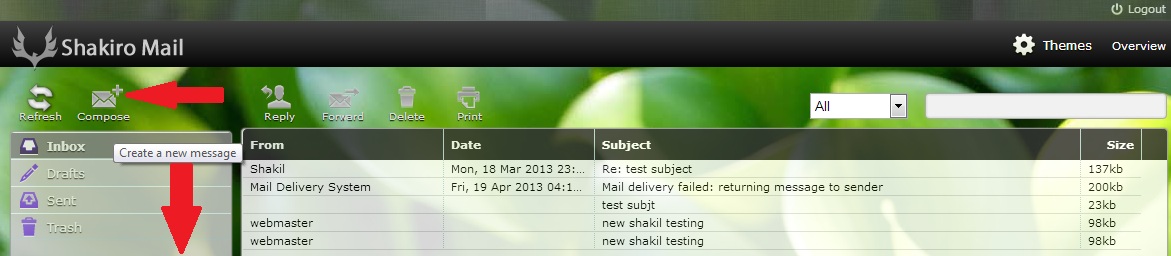 Logout
Shakiro Mail
Themes Overview
Refresh Compose Reply Forward Delete Print All
Inbox
Create a new message
Drafts
Sent
Trash
From Date Subject Size
Shakil Mon, 18 Mar 2013 23:... Re: test subject 137kb
Mail Delivery System Fri, 19 Apr 2013 04:1... Mail delivery failed: returning message to sender 200kb
test subjt 23kb
webmaster new shakil testing 98kb
webmaster new shakil testing 98kb